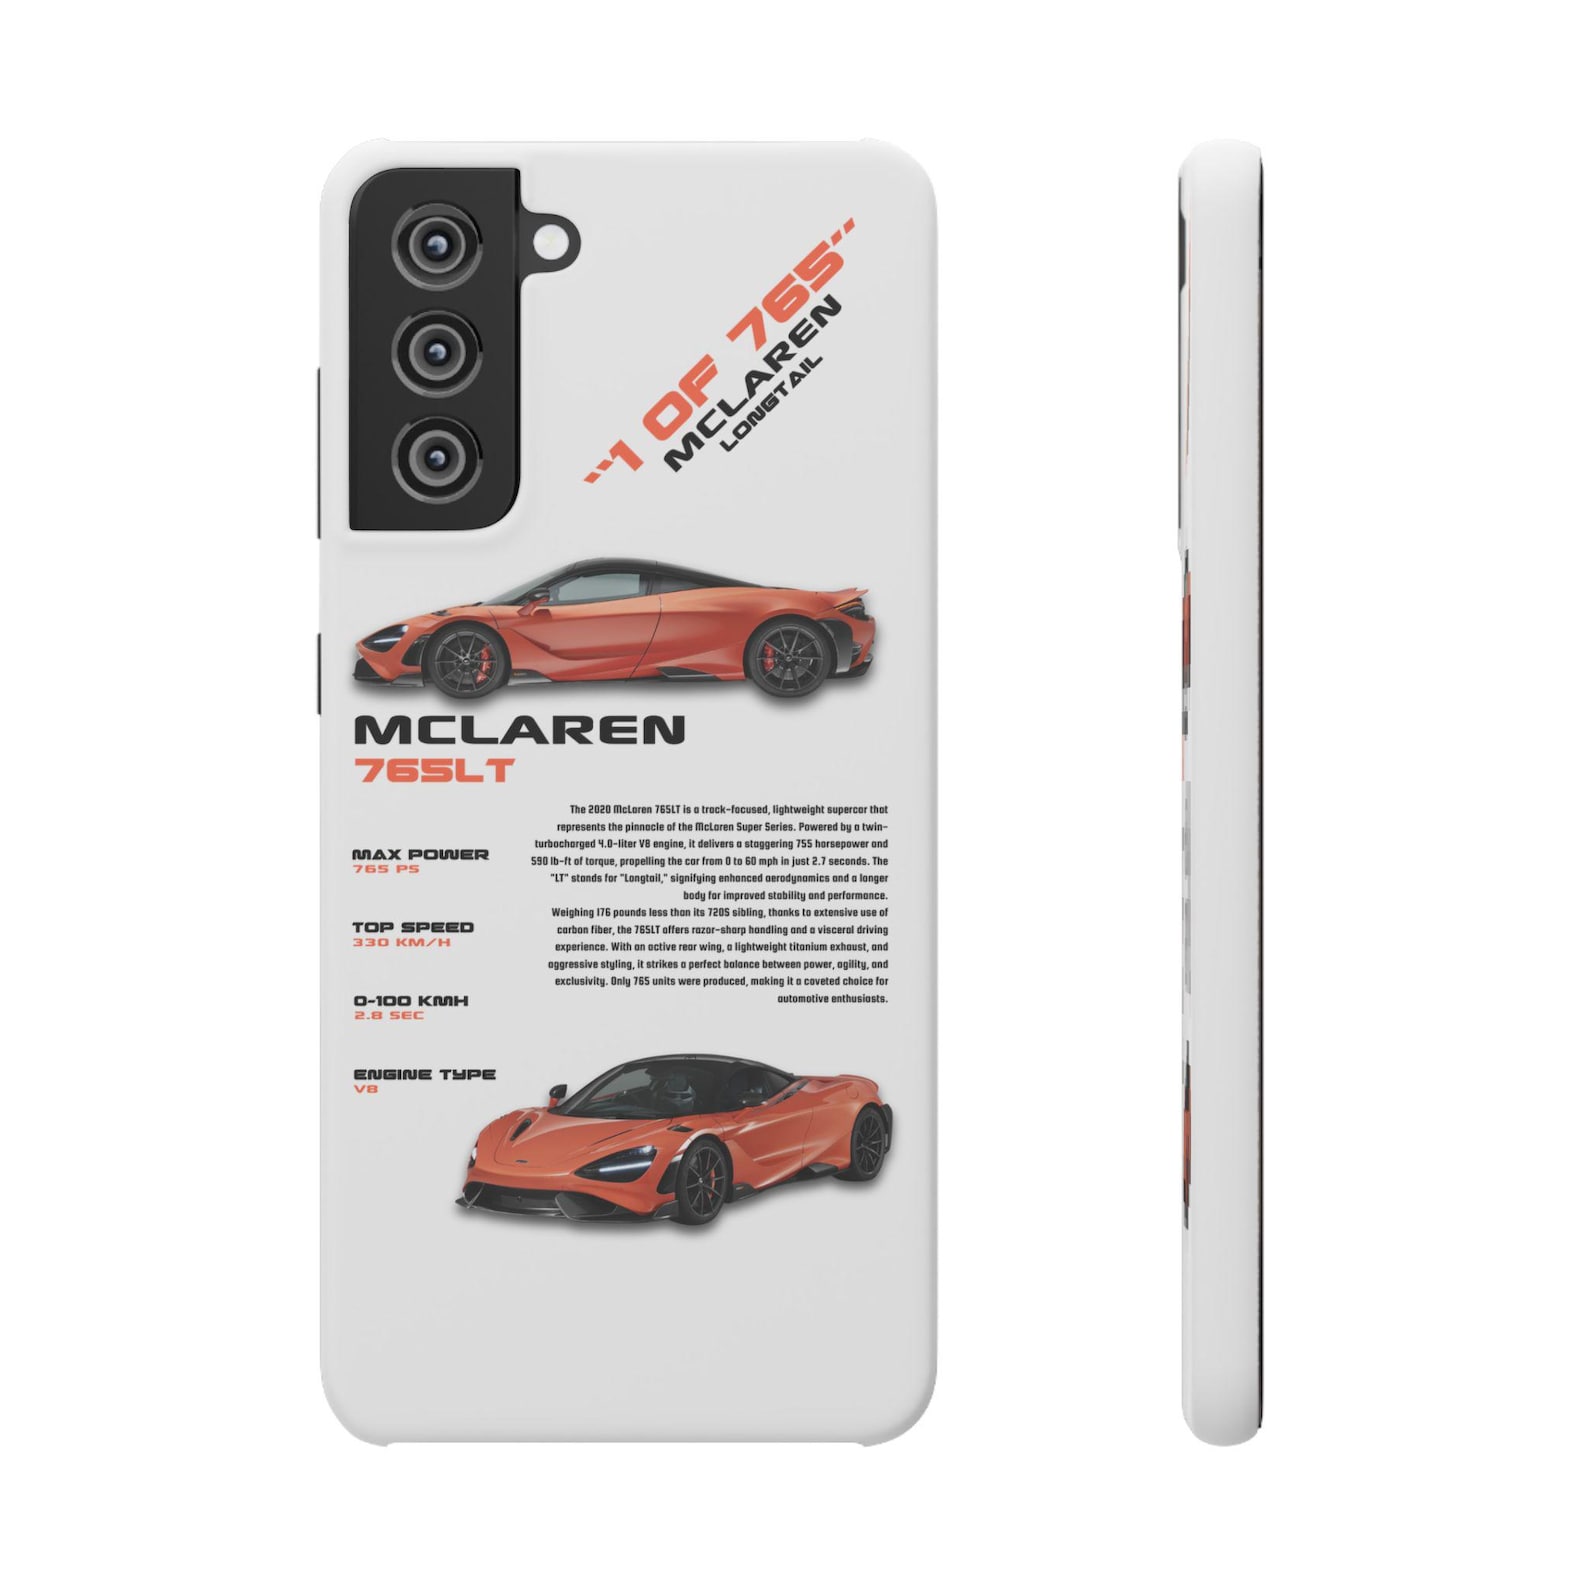 "1 OF 765"
MCLAREN
LONGTAIL
MCLAREN
765LT
The 2020 McLaren 765LT is a track-focused, lightweight supercar that
represents the pinnacle of the McLaren Super Series. Powered by a twin-
turbocharged 4.0-liter V8 engine, it delivers a staggering 755 horsepower and
590 lb-ft of torque, propelling the car from 0 to 60 mph in just 2.7 seconds. The
"LT" stands for "Longtail," signifying enhanced aerodynamics and a longer
body for improved stability and performance.
Weighing 176 pounds less than its 720S sibling, thanks to extensive use of
carbon fiber, the 765LT offers razor-sharp handling and a visceral driving
experience. With an active rear wing, a lightweight titanium exhaust, and
aggressive styling, it strikes a perfect balance between power, agility, and
exclusivity. Only 765 units were produced, making it a coveted choice for
automotive enthusiasts.
MAX POWER
765 PS
TOP SPEED
330 KM/H
0-100 KMH
2.8 SEC
ENGINE TYPE
V8